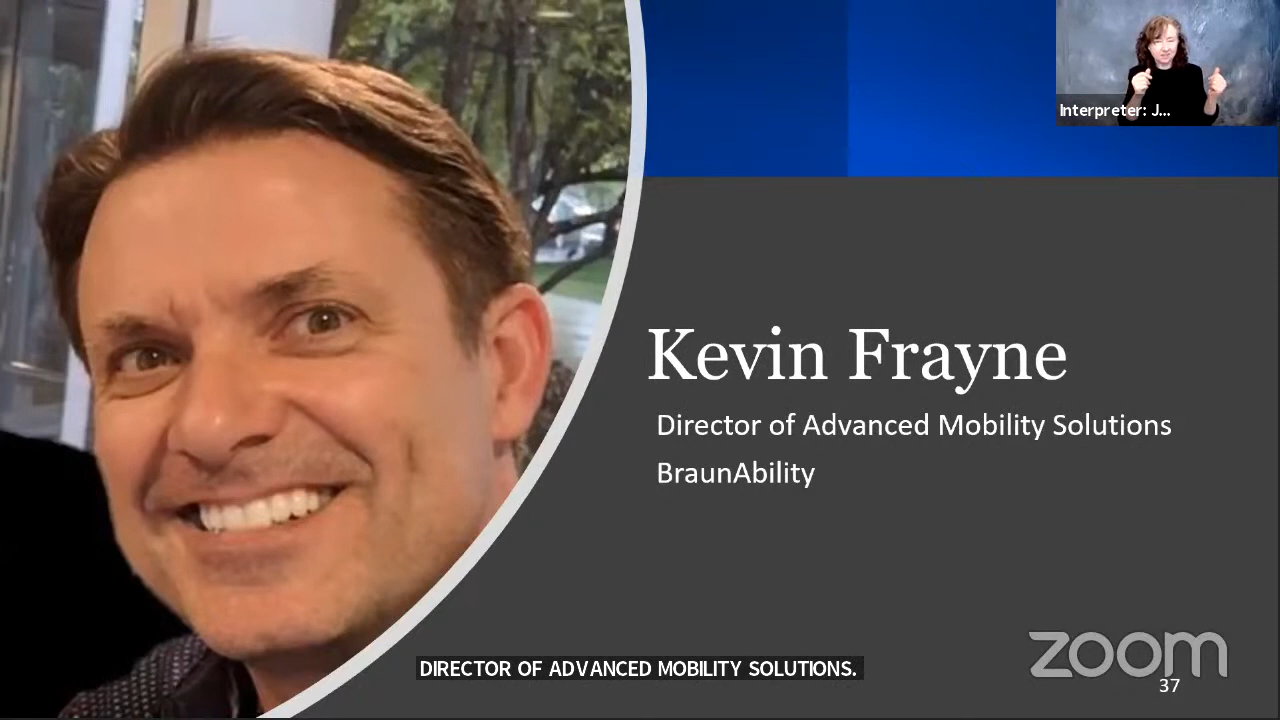 Interpreter: J...
Kevin Frayne
Director of Advanced Mobility Solutions
BraunAbility
DIRECTOR OF ADVANCED MOBILITY SOLUTIONS.
zoom
37